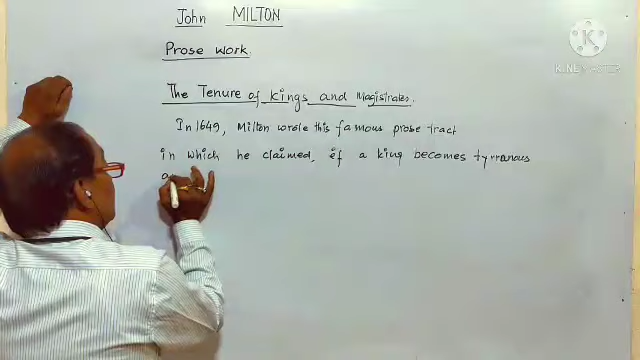 John MILTON
Prose work.
The Tenure of Kings and Magistrates.
In 1649, Milton wrote this famous prose tract
in which he claimed, if a king becomes tyrranous
a
K
KINEMASTER